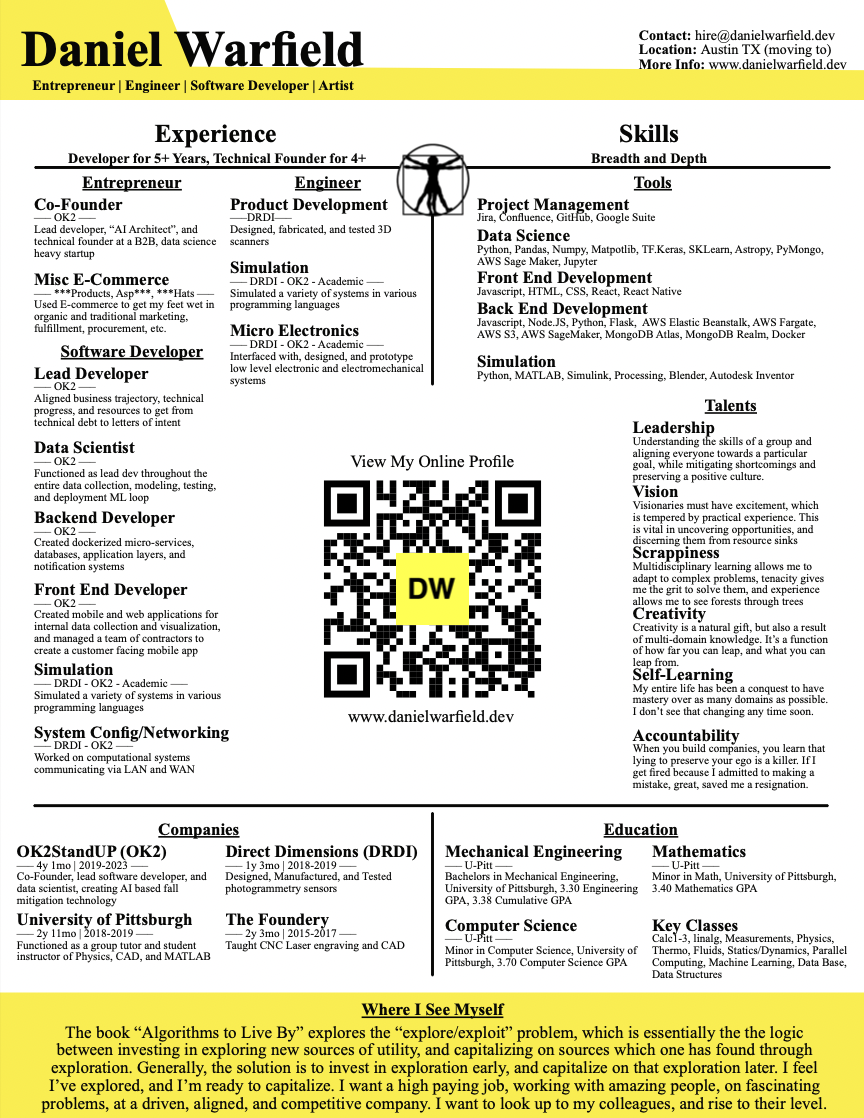 Daniel Warfield
Entrepreneur | Engineer | Software Developer | Artist
Contact: hire@danielwarfield.dev
Location: Austin TX (moving to)
More Info: www.danielwarfield.dev
Experience
Developer for 5+ Years, Technical Founder for 4+
Entrepreneur
Co-Founder
—– OK2 —–
Lead developer, “AI Architect”, and
technical founder at a B2B, data science
heavy startup
Misc E-Commerce
—– ***Products, Asp***, ***Hats —–
Used E-commerce to get my feet wet in
organic and traditional marketing,
fulfillment, procurement, etc.
Software Developer
Lead Developer
—– OK2 —–
Aligned business trajectory, technical
progress, and resources to get from
technical debt to letters of intent
Data Scientist
—– OK2 —–
Functioned as lead dev throughout the
entire data collection, modeling, testing,
and deployment ML loop
Backend Developer
—– OK2 —–
Created dockerized micro-services,
databases, application layers, and
notification systems
Front End Developer
—– OK2 —–
Created mobile and web applications for
internal data collection and visualization,
and managed a team of contractors to
create a customer facing mobile app
Simulation
—– DRDI - OK2 - Academic —–
Simulated a variety of systems in various
programming languages
System Config/Networking
—– DRDI - OK2 —–
Worked on computational systems
communicating via LAN and WAN
Engineer
Product Development
—–DRDI—–
Designed, fabricated, and tested 3D
scanners
Simulation
—– DRDI - OK2 - Academic —–
Simulated a variety of systems in various
programming languages
Micro Electronics
—– DRDI - OK2 - Academic —–
Interfaced with, designed, and prototype
low level electronic and electromechanical
systems
View My Online Profile
DW
www.danielwarfield.dev
Skills
Breadth and Depth
Tools
Project Management
Jira, Confluence, GitHub, Google Suite
Data Science
Python, Pandas, Numpy, Matpotlib, TF.Keras, SKLearn, Astropy, PyMongo,
AWS Sage Maker, Jupyter
Front End Development
Javascript, HTML, CSS, React, React Native
Back End Development
Javascript, Node.JS, Python, Flask, AWS Elastic Beanstalk, AWS Fargate,
AWS S3, AWS SageMaker, MongoDB Atlas, MongoDB Realm, Docker
Simulation
Python, MATLAB, Simulink, Processing, Blender, Autodesk Inventor
Talents
Leadership
Understanding the skills of a group and
aligning everyone towards a particular
goal, while mitigating shortcomings and
preserving a positive culture.
Vision
Visionaries must have excitement, which
is tempered by practical experience. This
is vital in uncovering opportunities, and
discerning them from resource sinks
Scrappiness
Multidisciplinary learning allows me to
adapt to complex problems, tenacity gives
me the grit to solve them, and experience
allows me to see forests through trees
Creativity
Creativity is a natural gift, but also a result
of multi-domain knowledge. It’s a function
of how far you can leap, and what you can
leap from.
Self-Learning
My entire life has been a conquest to have
mastery over as many domains as possible.
I don’t see that changing any time soon.
Accountability
When you build companies, you learn that
lying to preserve your ego is a killer. If I
get fired because I admitted to making a
mistake, great, saved me a resignation.
Companies
OK2StandUP (OK2)
—– 4y 1mo | 2019-2023 —–
Co-Founder, lead software developer, and
data scientist, creating AI based fall
mitigation technology
Direct Dimensions (DRDI)
—– 1y 3mo | 2018-2019 —–
Designed, Manufactured, and Tested
photogrammetry sensors
University of Pittsburgh
—– 2y 11mo | 2018-2019 —–
Functioned as a group tutor and student
instructor of Physics, CAD, and MATLAB
The Foundery
—– 2y 3mo | 2015-2017 —–
Taught CNC Laser engraving and CAD
Education
Mechanical Engineering
—– U-Pitt —–
Bachelors in Mechanical Engineering,
University of Pittsburgh, 3.30 Engineering
GPA, 3.38 Cumulative GPA
Mathematics
—– U-Pitt —–
Minor in Math, University of Pittsburgh,
3.40 Mathematics GPA
Computer Science
—– U-Pitt —–
Minor in Computer Science, University of
Pittsburgh, 3.70 Computer Science GPA
Key Classes
Calc1-3, linalg, Measurements, Physics,
Thermo, Fluids, Statics/Dynamics, Parallel
Computing, Machine Learning, Data Base,
Data Structures
Where I See Myself
The book “Algorithms to Live By” explores the “explore/exploit” problem, which is essentially the the logic
between investing in exploring new sources of utility, and capitalizing on sources which one has found through
exploration. Generally, the solution is to invest in exploration early, and capitalize on that exploration later. I feel
I’ve explored, and I’m ready to capitalize. I want a high paying job, working with amazing people, on fascinating
problems, at a driven, aligned, and competitive company. I want to look up to my colleagues, and rise to their level.